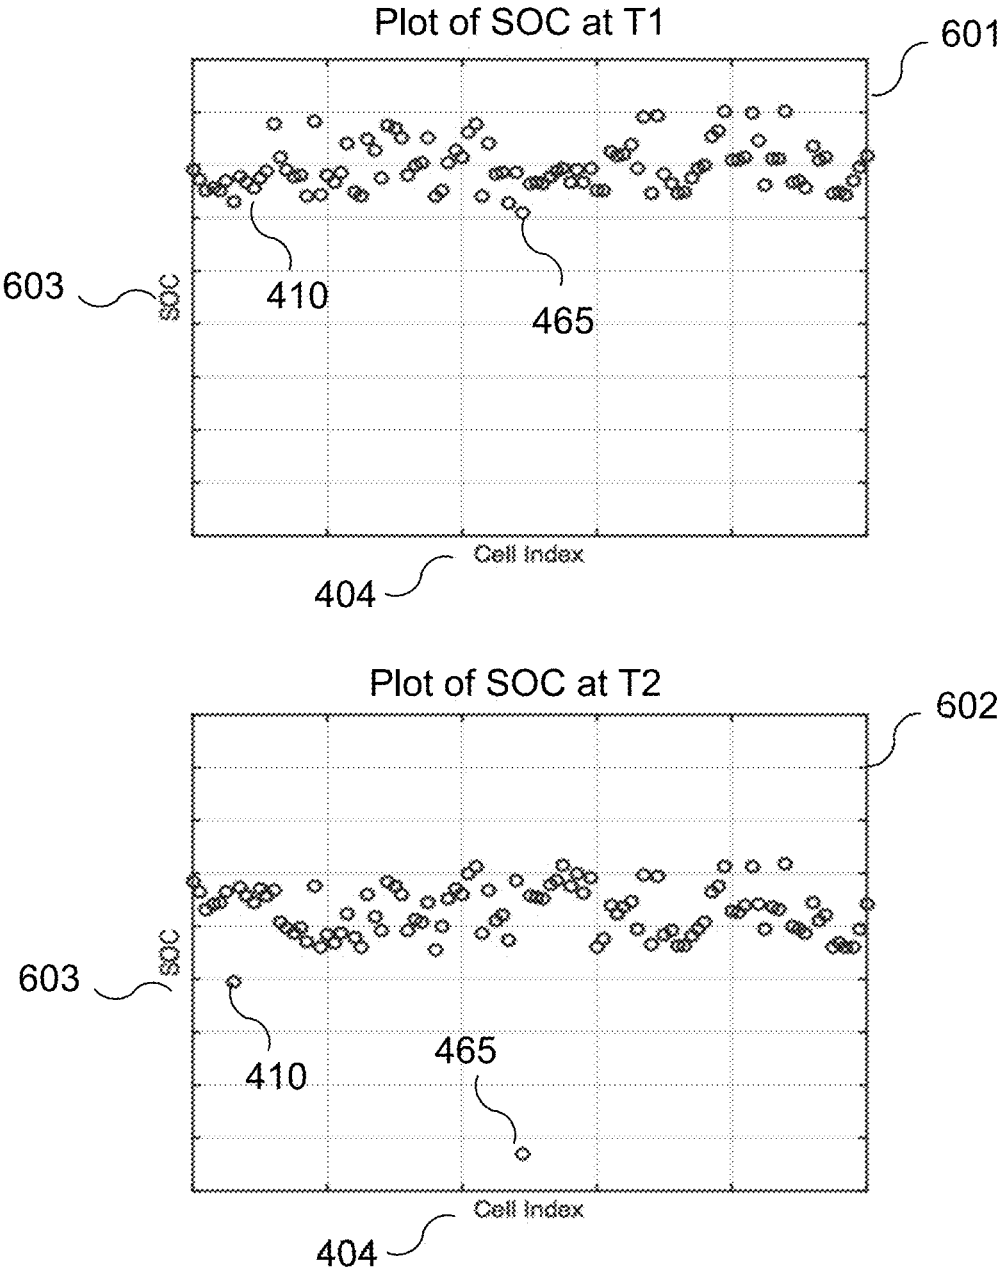 Plot of SOC at T1
601
603
SOC
410
465
Cell Index
404
Plot of SOC at T2
602
603
SOC
410
465
Cell Index
404